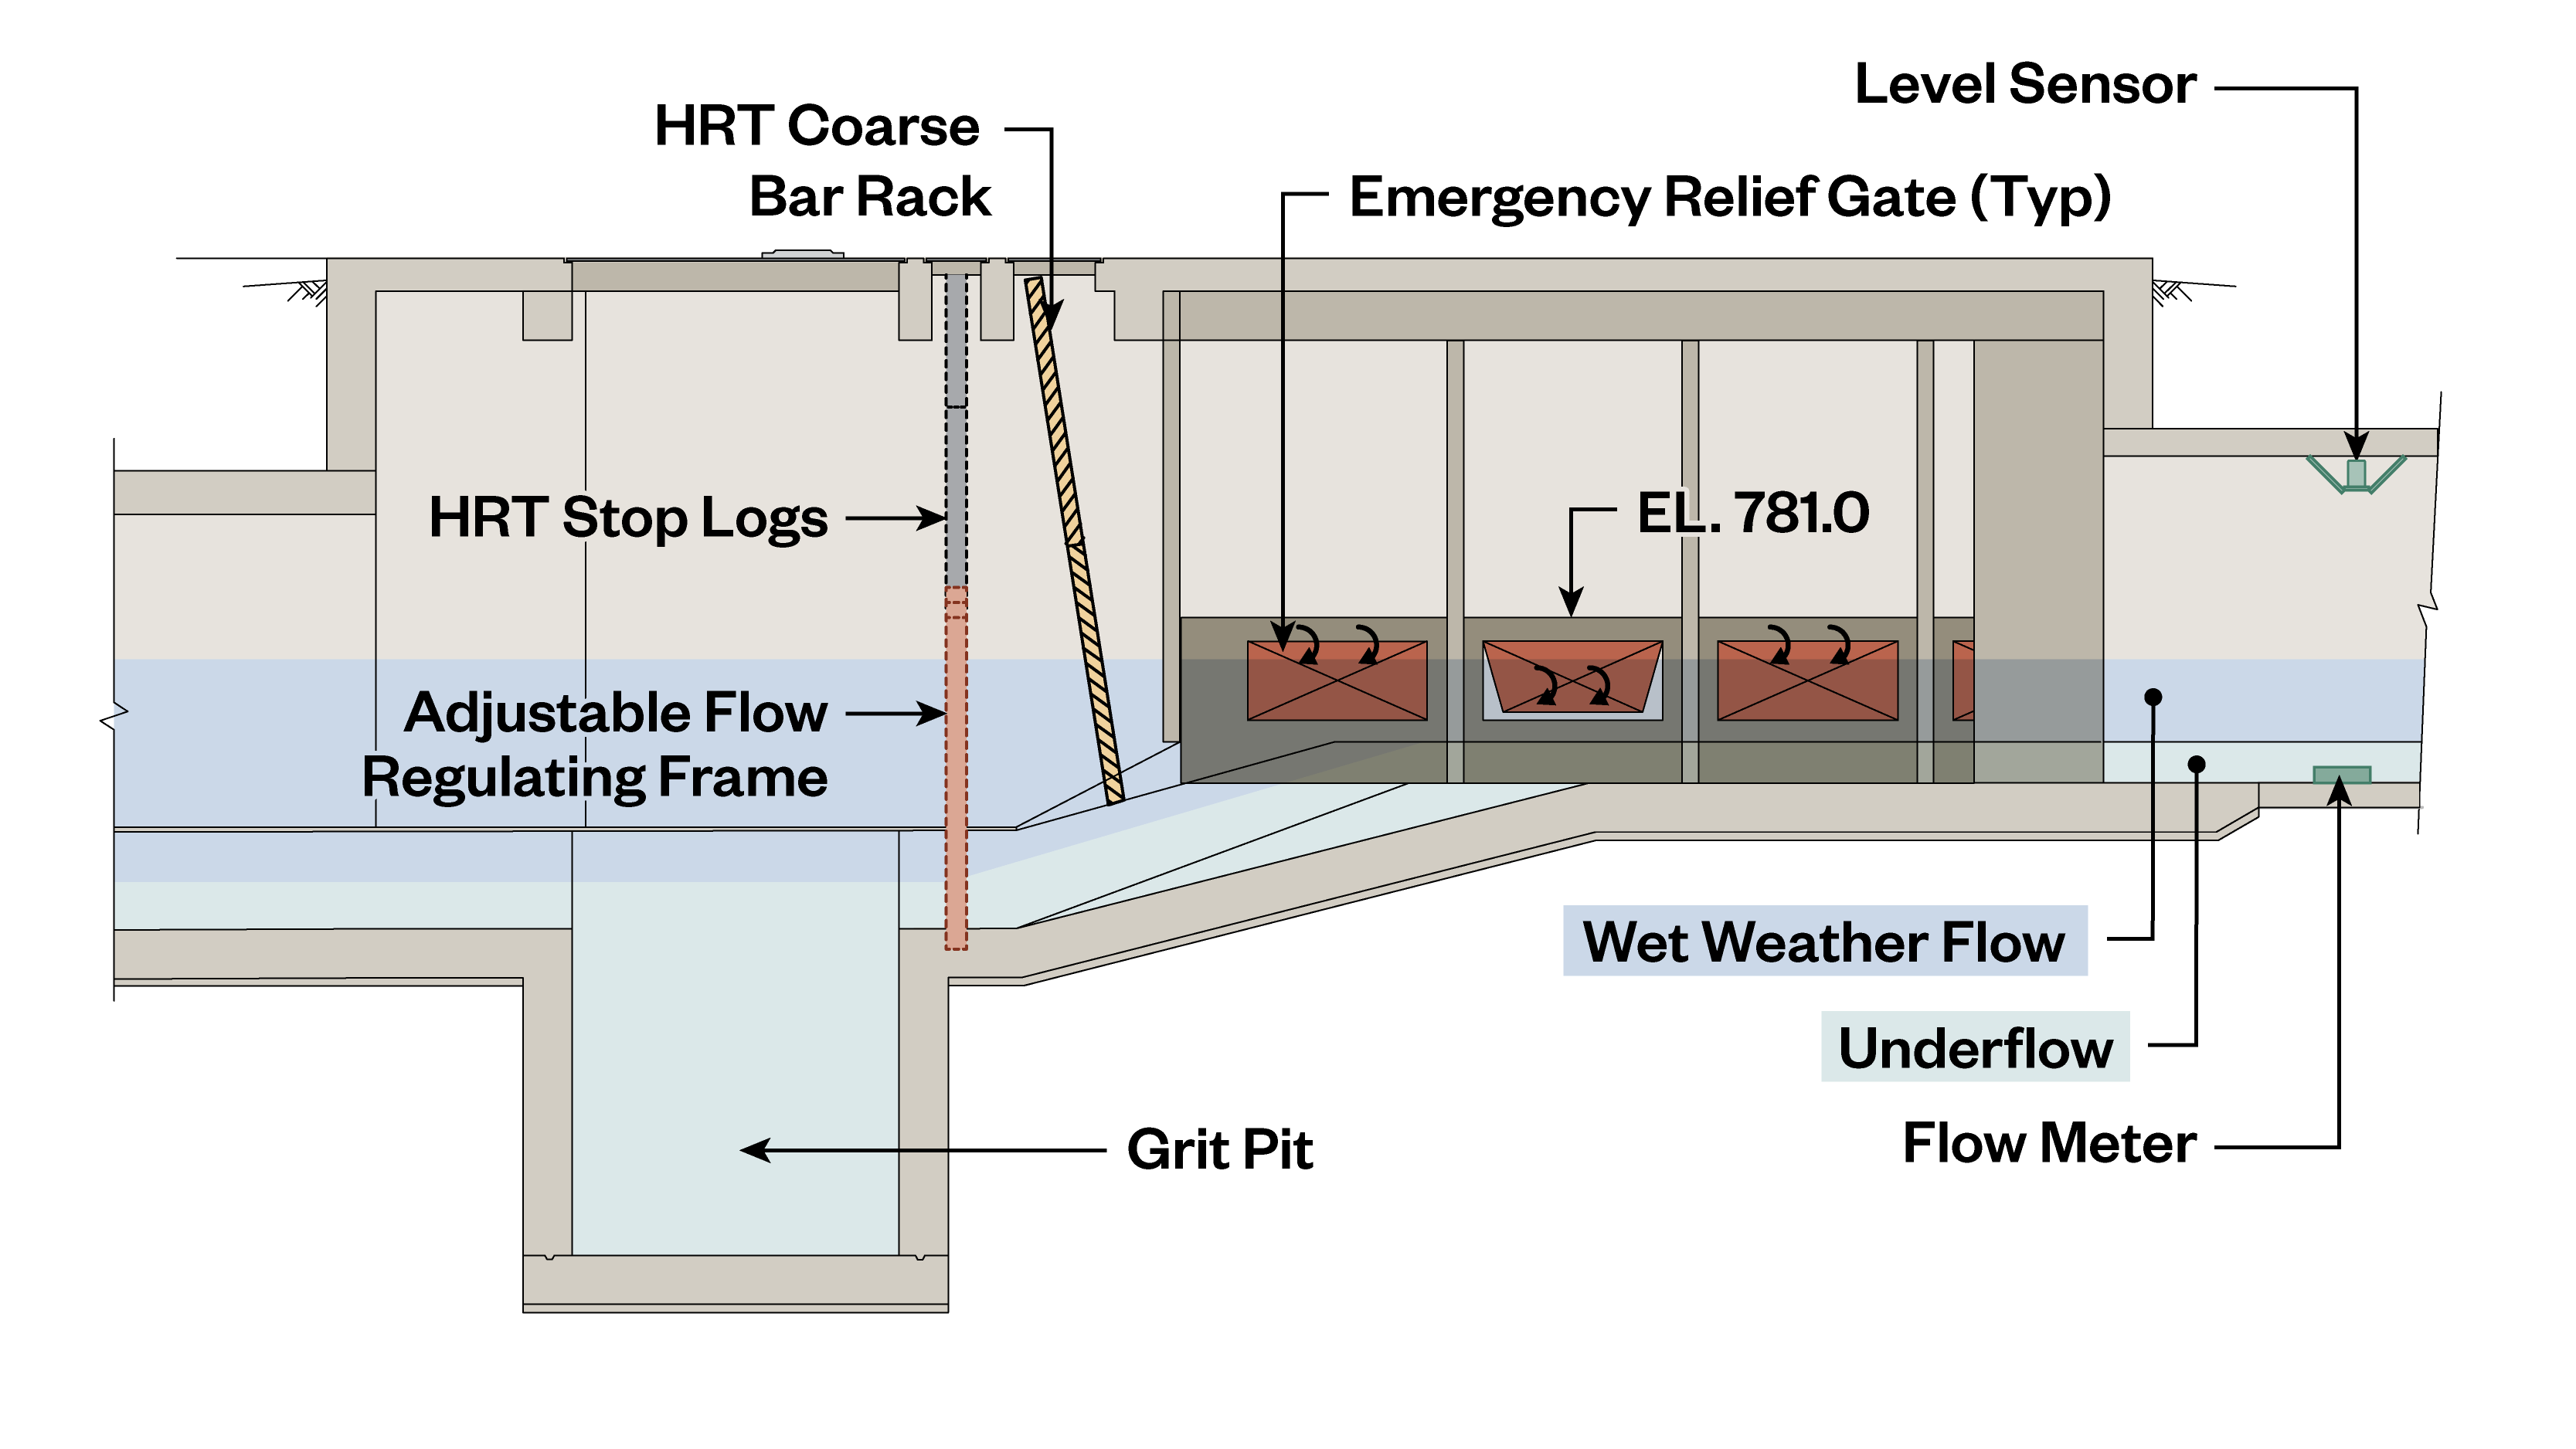 Level Sensor
HRT Coarse
Bar Rack
Emergency Relief Gate (Typ)
HRT Stop Logs
EL. 781.0
Adjustable Flow
Regulating Frame
Wet Weather Flow
Underflow
Flow Meter
Grit Pit